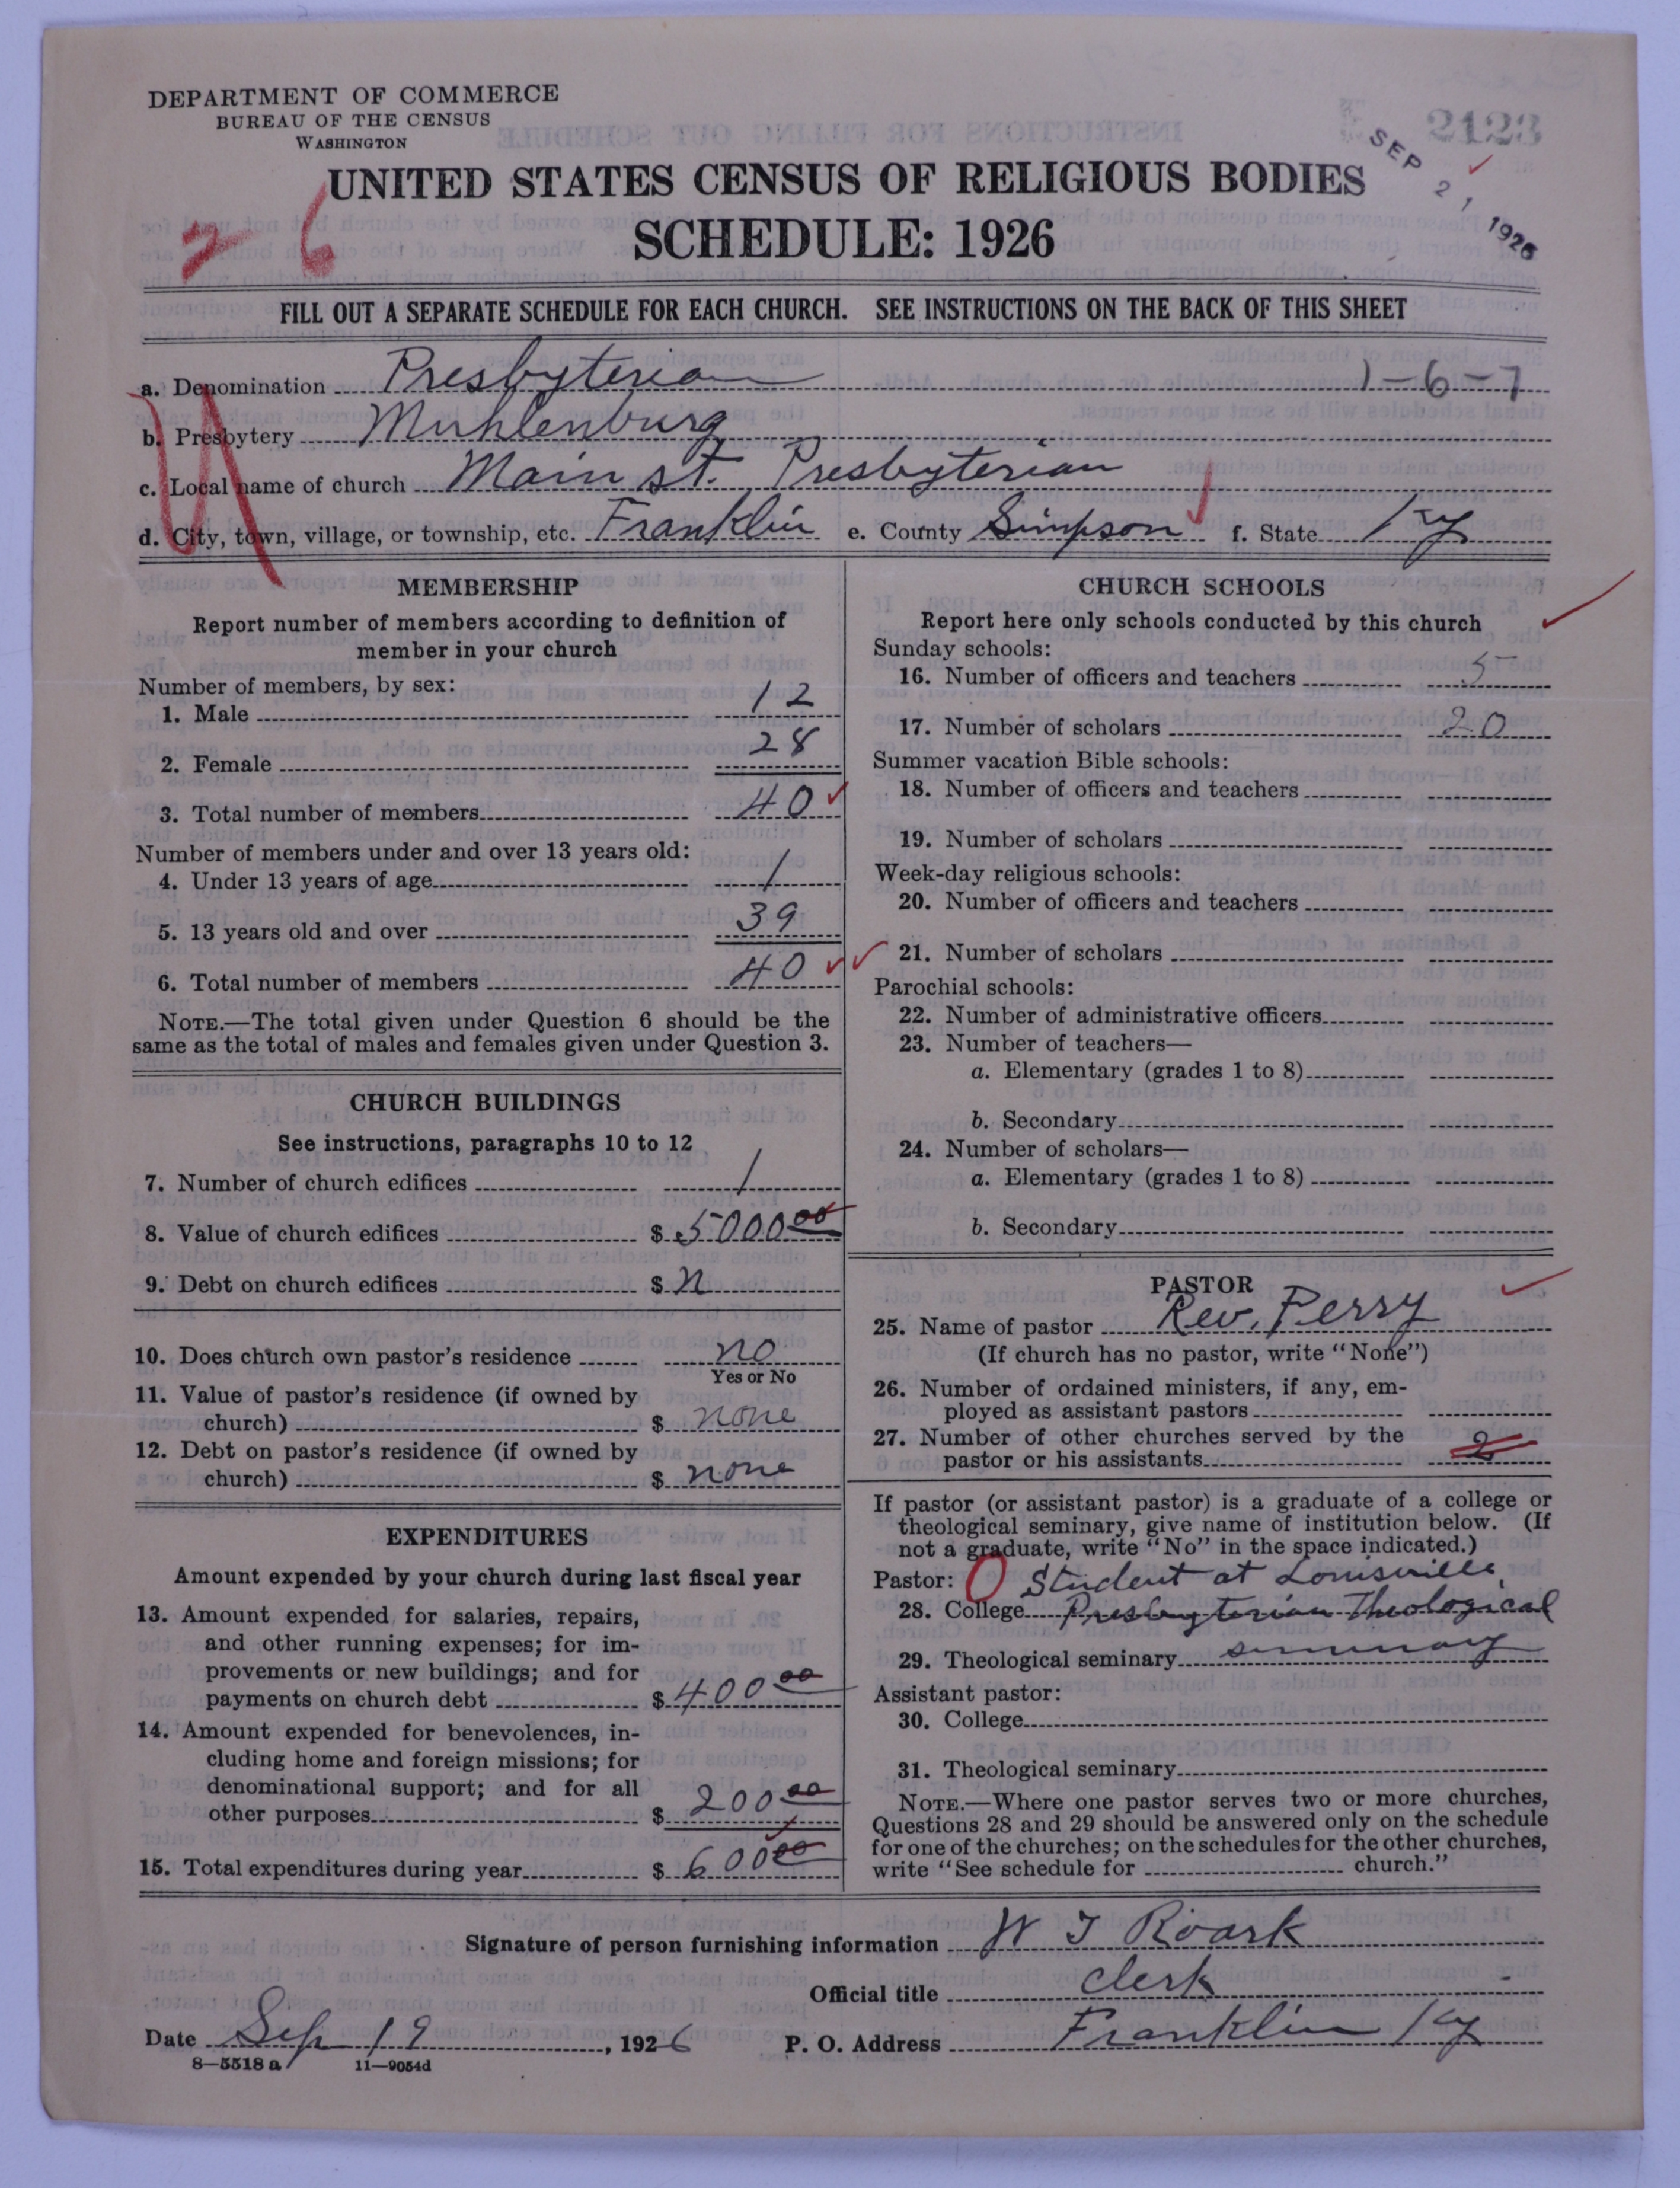 DEPARTMENT OF COMMERCE
BUREAU OF THE CENSUS
WASHINGTON
2123
SEP 21 1926
UNITED STATES CENSUS OF RELIGIOUS BODIES
SCHEDULE: 1926
26
FILL OUT A SEPARATE SCHEDULE FOR EACH CHURCH. SEE INSTRUCTIONS ON THE BACK OF THIS SHEET
a. Denomination Presbyterian 1-6-7
b. Presbytery Muhlenburg
c. Local name of church Main st. Presbyterian
d. City, town, village, or township, etc. Franklin e. County Simpson f. State Ky
MEMBERSHIP
Report number of members according to definition of
member in your church
Number of members, by sex:
1. Male 12
2. Female 28
3. Total number of members 40
Number of members under and over 13 years old:
4. Under 13 years of age 1
5. 13 years old and over 39
6. Total number of members 40
NOTE.—The total given under Question 6 should be the
same as the total of males and females given under Question 3.
CHURCH BUILDINGS
See instructions, paragraphs 10 to 12
7. Number of church edifices 1
8. Value of church edifices $ 5000 00
9. Debt on church edifices $ n
10. Does church own pastor's residence no
Yes or No
11. Value of pastor's residence (if owned by
church) $ none
12. Debt on pastor's residence (if owned by
church) $ none
EXPENDITURES
Amount expended by your church during last fiscal year
13. Amount expended for salaries, repairs,
and other running expenses; for im-
provements or new buildings; and for
payments on church debt $ 400 00
14. Amount expended for benevolences, in-
cluding home and foreign missions; for
denominational support; and for all
other purposes $ 200 00
15. Total expenditures during year $ 600 00
CHURCH SCHOOLS
Report here only schools conducted by this church
Sunday schools:
16. Number of officers and teachers 5
17. Number of scholars 20
Summer vacation Bible schools:
18. Number of officers and teachers
19. Number of scholars
Week-day religious schools:
20. Number of officers and teachers
21. Number of scholars
Parochial schools:
22. Number of administrative officers
23. Number of teachers—
a. Elementary (grades 1 to 8)
b. Secondary
24. Number of scholars—
a. Elementary (grades 1 to 8)
b. Secondary
PASTOR
25. Name of pastor Rev. Perry
(If church has no pastor, write "None")
26. Number of ordained ministers, if any, em-
ployed as assistant pastors
27. Number of other churches served by the
pastor or his assistants 2
If pastor (or assistant pastor) is a graduate of a college or
theological seminary, give name of institution below. (If
not a graduate, write "No" in the space indicated.)
Pastor: 0 Student at Louisville
28. College Presbyterian Theological
29. Theological seminary seminary
Assistant pastor:
30. College
31. Theological seminary
NOTE.—Where one pastor serves two or more churches,
Questions 28 and 29 should be answered only on the schedule
for one of the churches; on the schedules for the other churches,
write "See schedule for church."
Signature of person furnishing information W T Roark
Official title clerk
Date Sep 19, 1926 P. O. Address Franklin Ky
8—5518 a 11—9054d